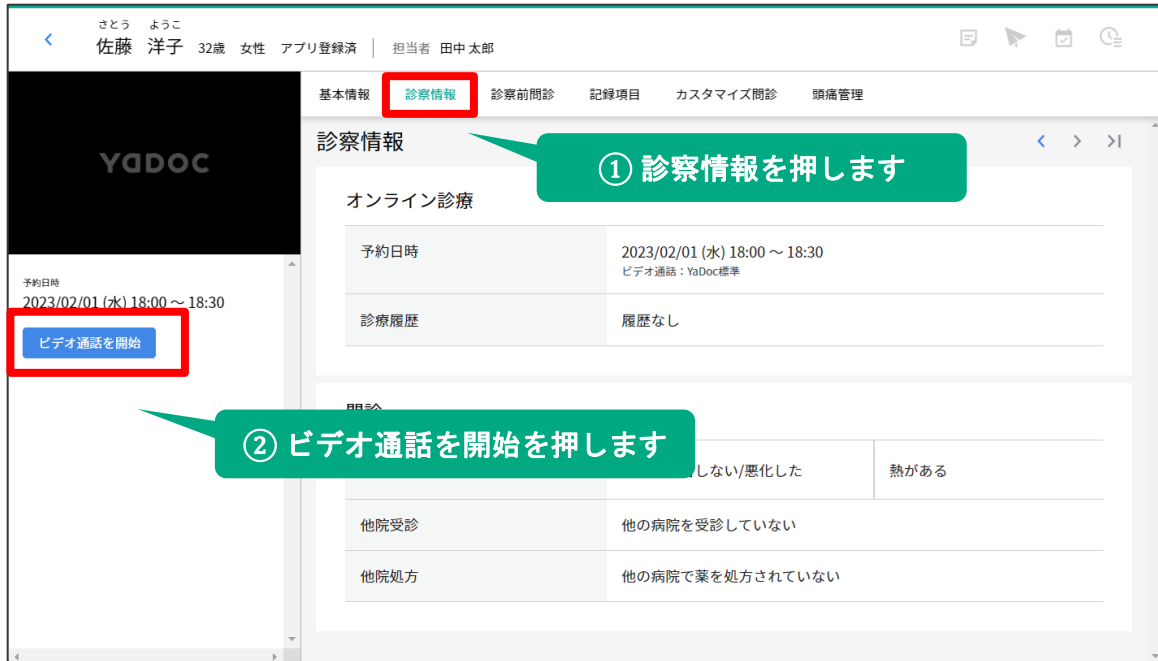 さとう ようこ
佐藤 洋子 32歳 女性 アプリ登録済 担当者 田中 太郎
基本情報 診察情報 診察前問診 記録項目 カスタマイズ問診 頭痛管理
YaDOC
診察情報
① 診察情報を押します
オンライン診療
予約日時 2023/02/01 (水) 18:00 ～ 18:30
ビデオ通話：YaDoc標準
診療履歴 履歴なし
予約日時
2023/02/01 (水) 18:00 ～ 18:30
ビデオ通話を開始
② ビデオ通話を開始を押します
しない/悪化した 熱がある
他院受診 他の病院を受診していない
他院処方 他の病院で薬を処方されていない